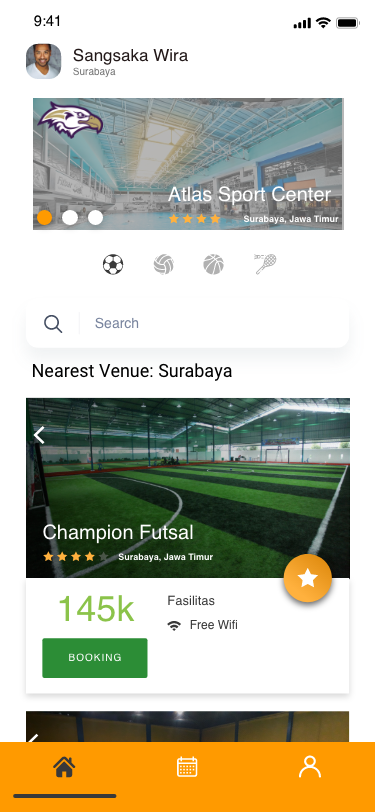 9:41
Sangsaka Wira
Surabaya
Atlas Sport Center
Surabaya, Jawa Timur
Search
Nearest Venue: Surabaya
Champion Futsal
Surabaya, Jawa Timur
145k
Fasilitas
Free Wifi
BOOKING